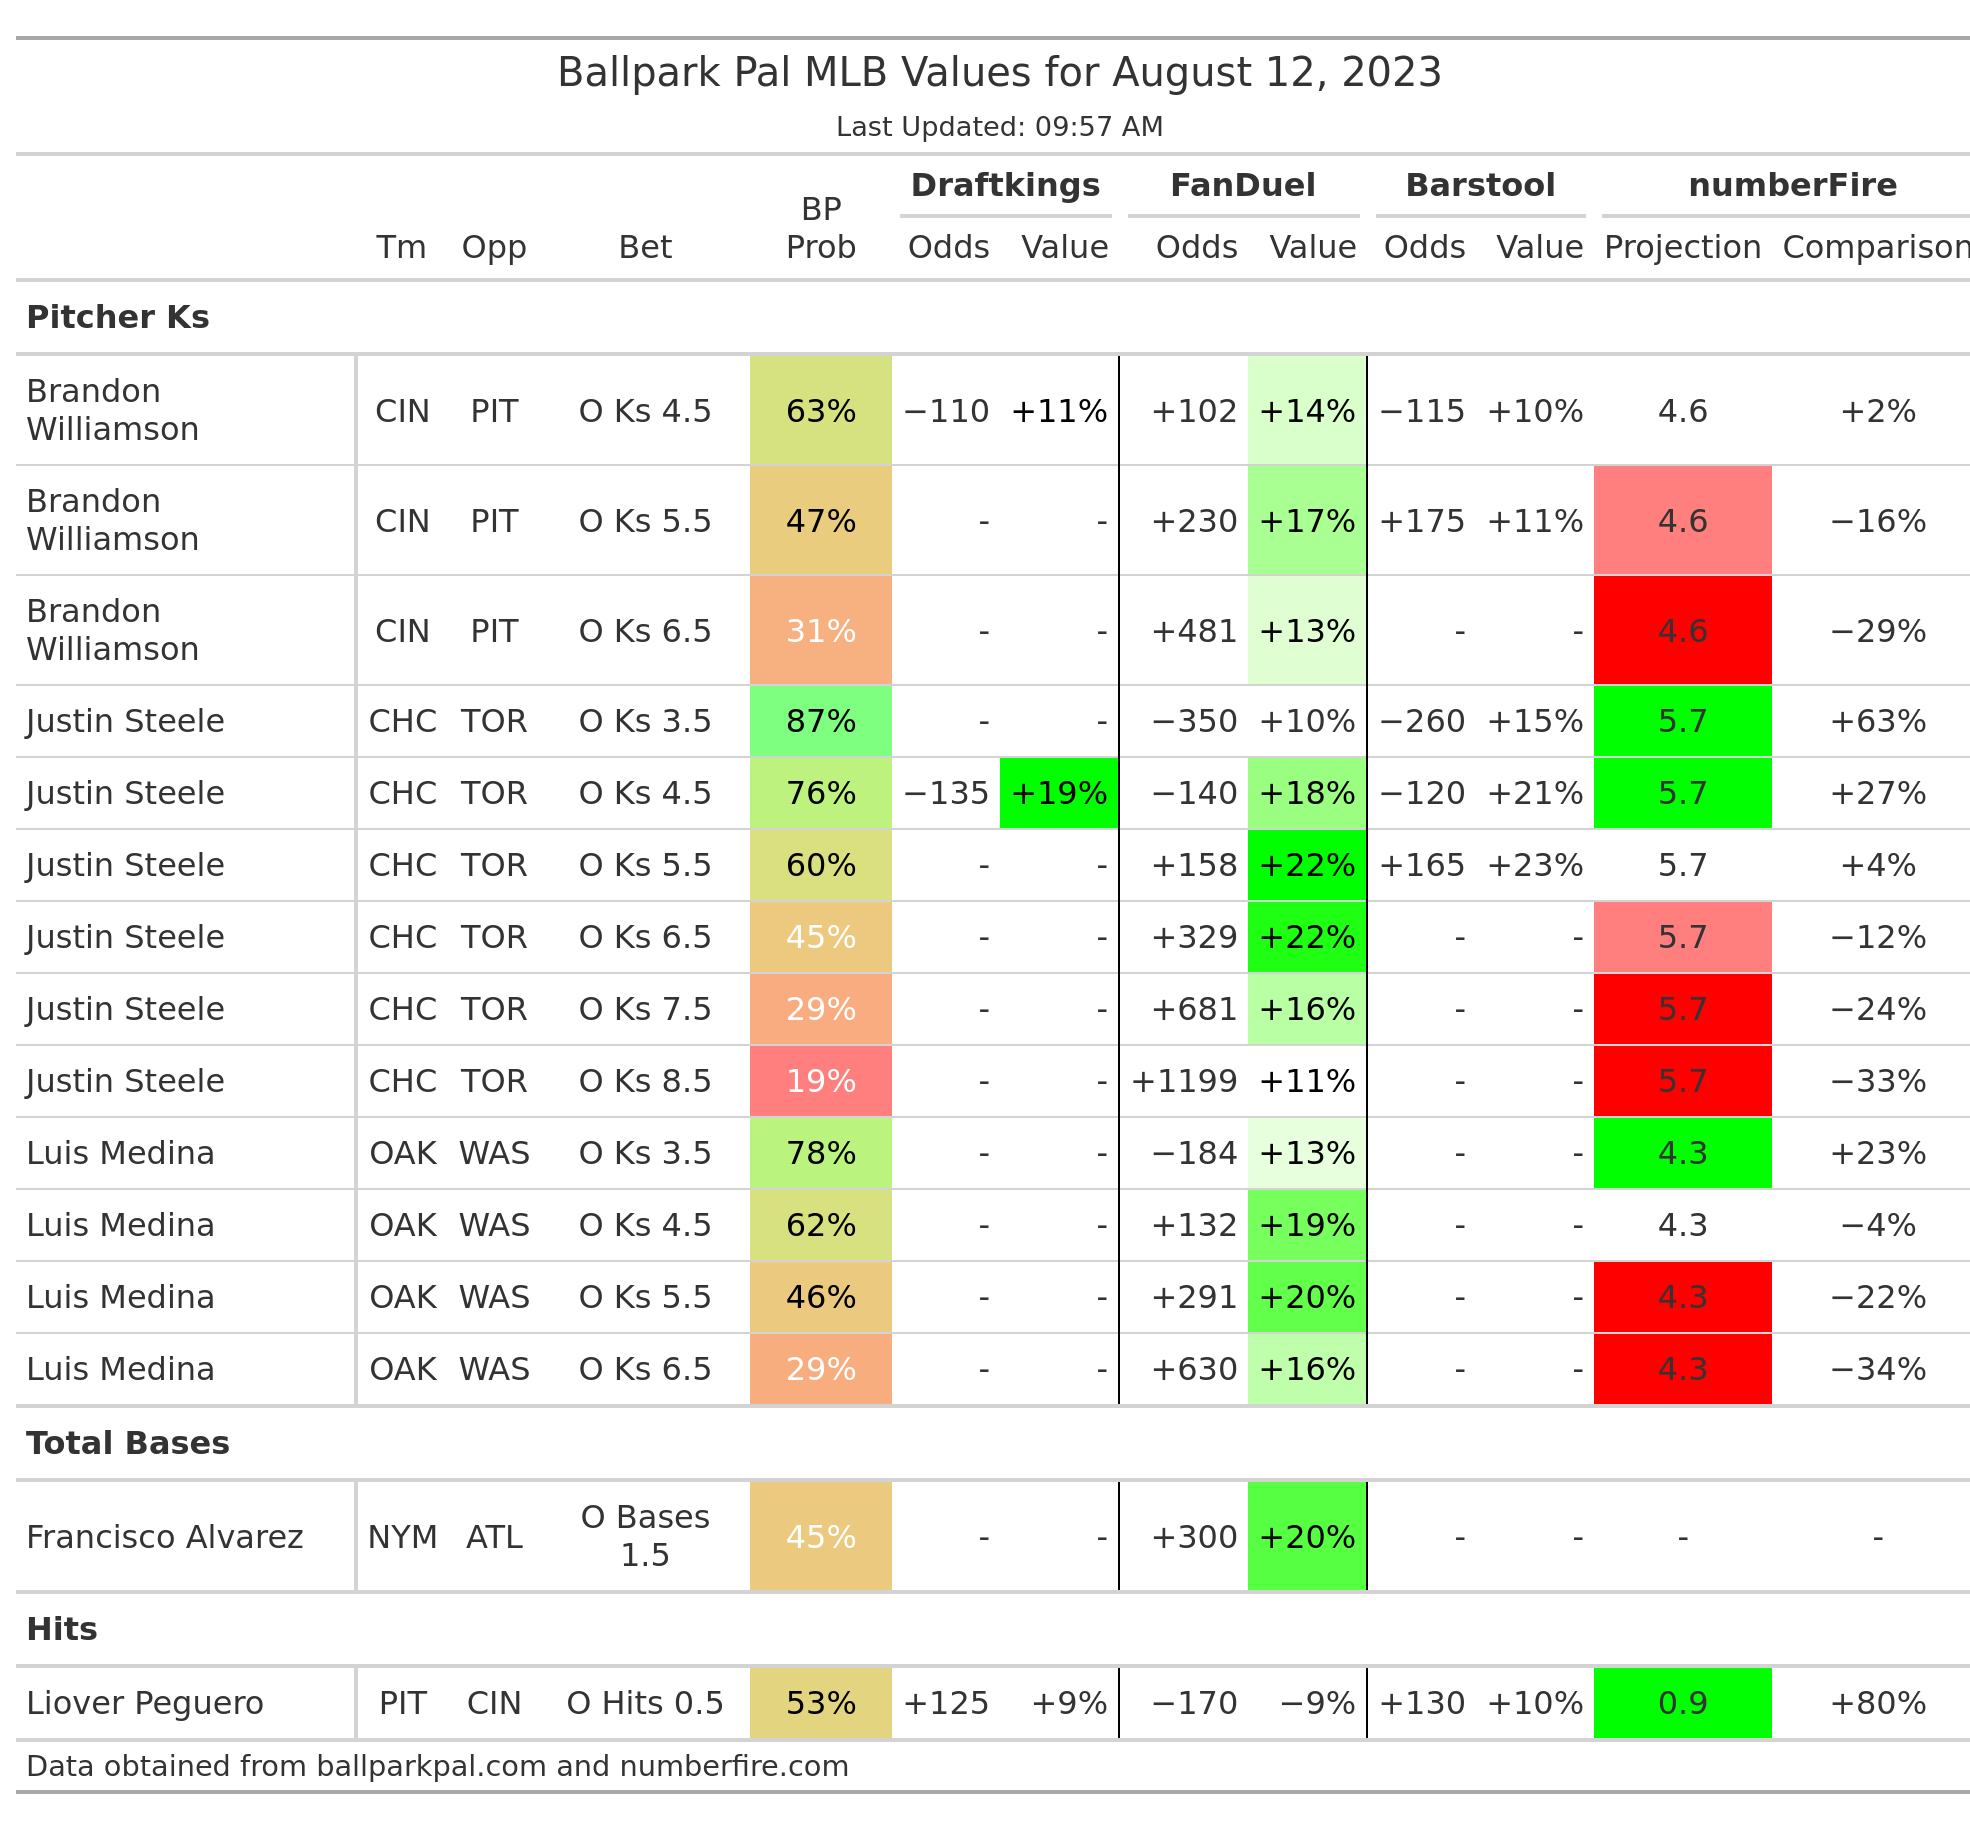 Ballpark Pal MLB Values for August 12, 2023
Last Updated: 09:57 AM
Draftkings FanDuel Barstool numberFire
Tm Opp Bet BP Prob Odds Value Odds Value Odds Value Projection Comparison
Pitcher Ks
Brandon Williamson CIN PIT O Ks 4.5 63% −110 +11% +102 +14% −115 +10% 4.6 +2%
Brandon Williamson CIN PIT O Ks 5.5 47% - - +230 +17% +175 +11% 4.6 −16%
Brandon Williamson CIN PIT O Ks 6.5 31% - - +481 +13% - - 4.6 −29%
Justin Steele CHC TOR O Ks 3.5 87% - - −350 +10% −260 +15% 5.7 +63%
Justin Steele CHC TOR O Ks 4.5 76% −135 +19% −140 +18% −120 +21% 5.7 +27%
Justin Steele CHC TOR O Ks 5.5 60% - - +158 +22% +165 +23% 5.7 +4%
Justin Steele CHC TOR O Ks 6.5 45% - - +329 +22% - - 5.7 −12%
Justin Steele CHC TOR O Ks 7.5 29% - - +681 +16% - - 5.7 −24%
Justin Steele CHC TOR O Ks 8.5 19% - - +1199 +11% - - 5.7 −33%
Luis Medina OAK WAS O Ks 3.5 78% - - −184 +13% - - 4.3 +23%
Luis Medina OAK WAS O Ks 4.5 62% - - +132 +19% - - 4.3 −4%
Luis Medina OAK WAS O Ks 5.5 46% - - +291 +20% - - 4.3 −22%
Luis Medina OAK WAS O Ks 6.5 29% - - +630 +16% - - 4.3 −34%
Total Bases
Francisco Alvarez NYM ATL O Bases 1.5 45% - - +300 +20% - - - -
Hits
Liover Peguero PIT CIN O Hits 0.5 53% +125 +9% −170 −9% +130 +10% 0.9 +80%
Data obtained from ballparkpal.com and numberfire.com